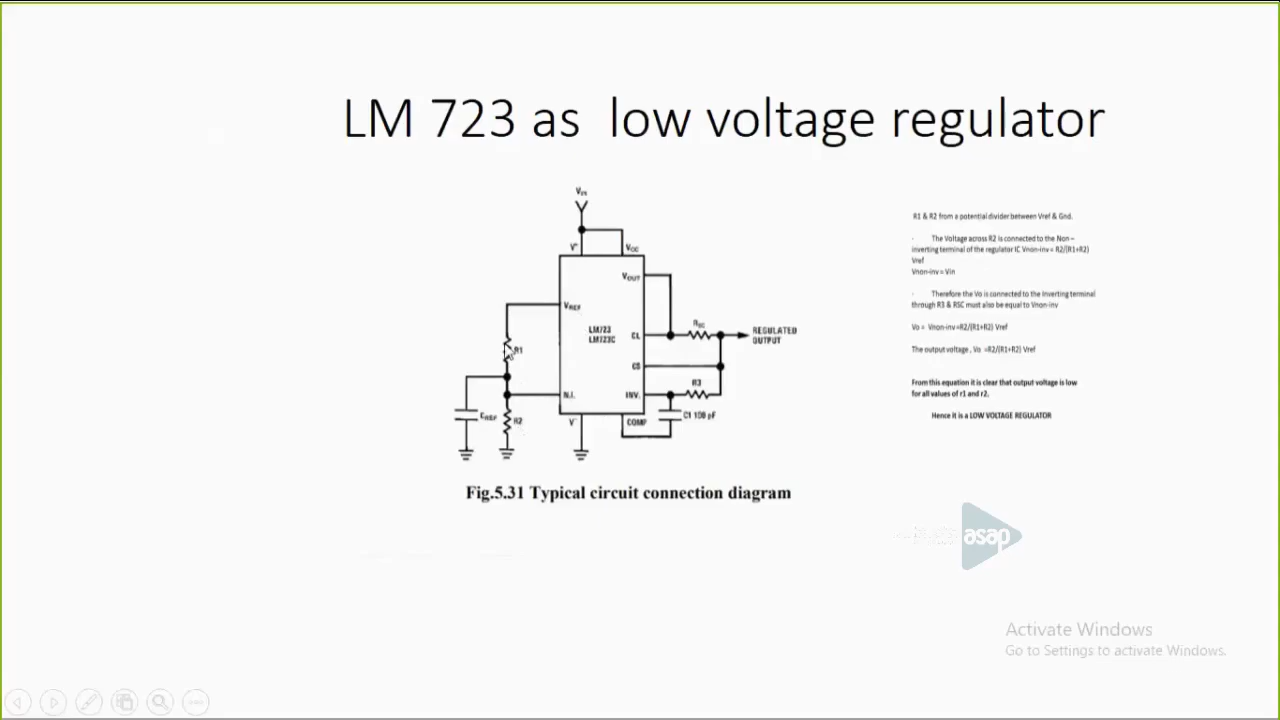 LM 723 as low voltage regulator
VIN
V+
VCC
VOUT
VREF
LM723
LM723C
CL
RSC
REGULATED
OUTPUT
R1
CS
R3
N.I.
INV.
CREF
R2
V-
COMP
C1 100 pF
Fig.5.31 Typical circuit connection diagram
R1 & R2 from a potential divider between Vref & Gnd.
· The Voltage across R2 is connected to the Non –
inverting terminal of the regulator IC Vnon-inv = R2/(R1+R2)
Vref
Vnon-inv = Vin
· Therefore the Vo is connected to the Inverting terminal
through R3 & RSC must also be equal to Vnon-inv
Vo = Vnon-inv =R2/(R1+R2) Vref
The output voltage , Vo =R2/(R1+R2) Vref
From this equation it is clear that output voltage is low
for all values of r1 and r2.
Hence it is a LOW VOLTAGE REGULATOR
asap
Activate Windows
Go to Settings to activate Windows.